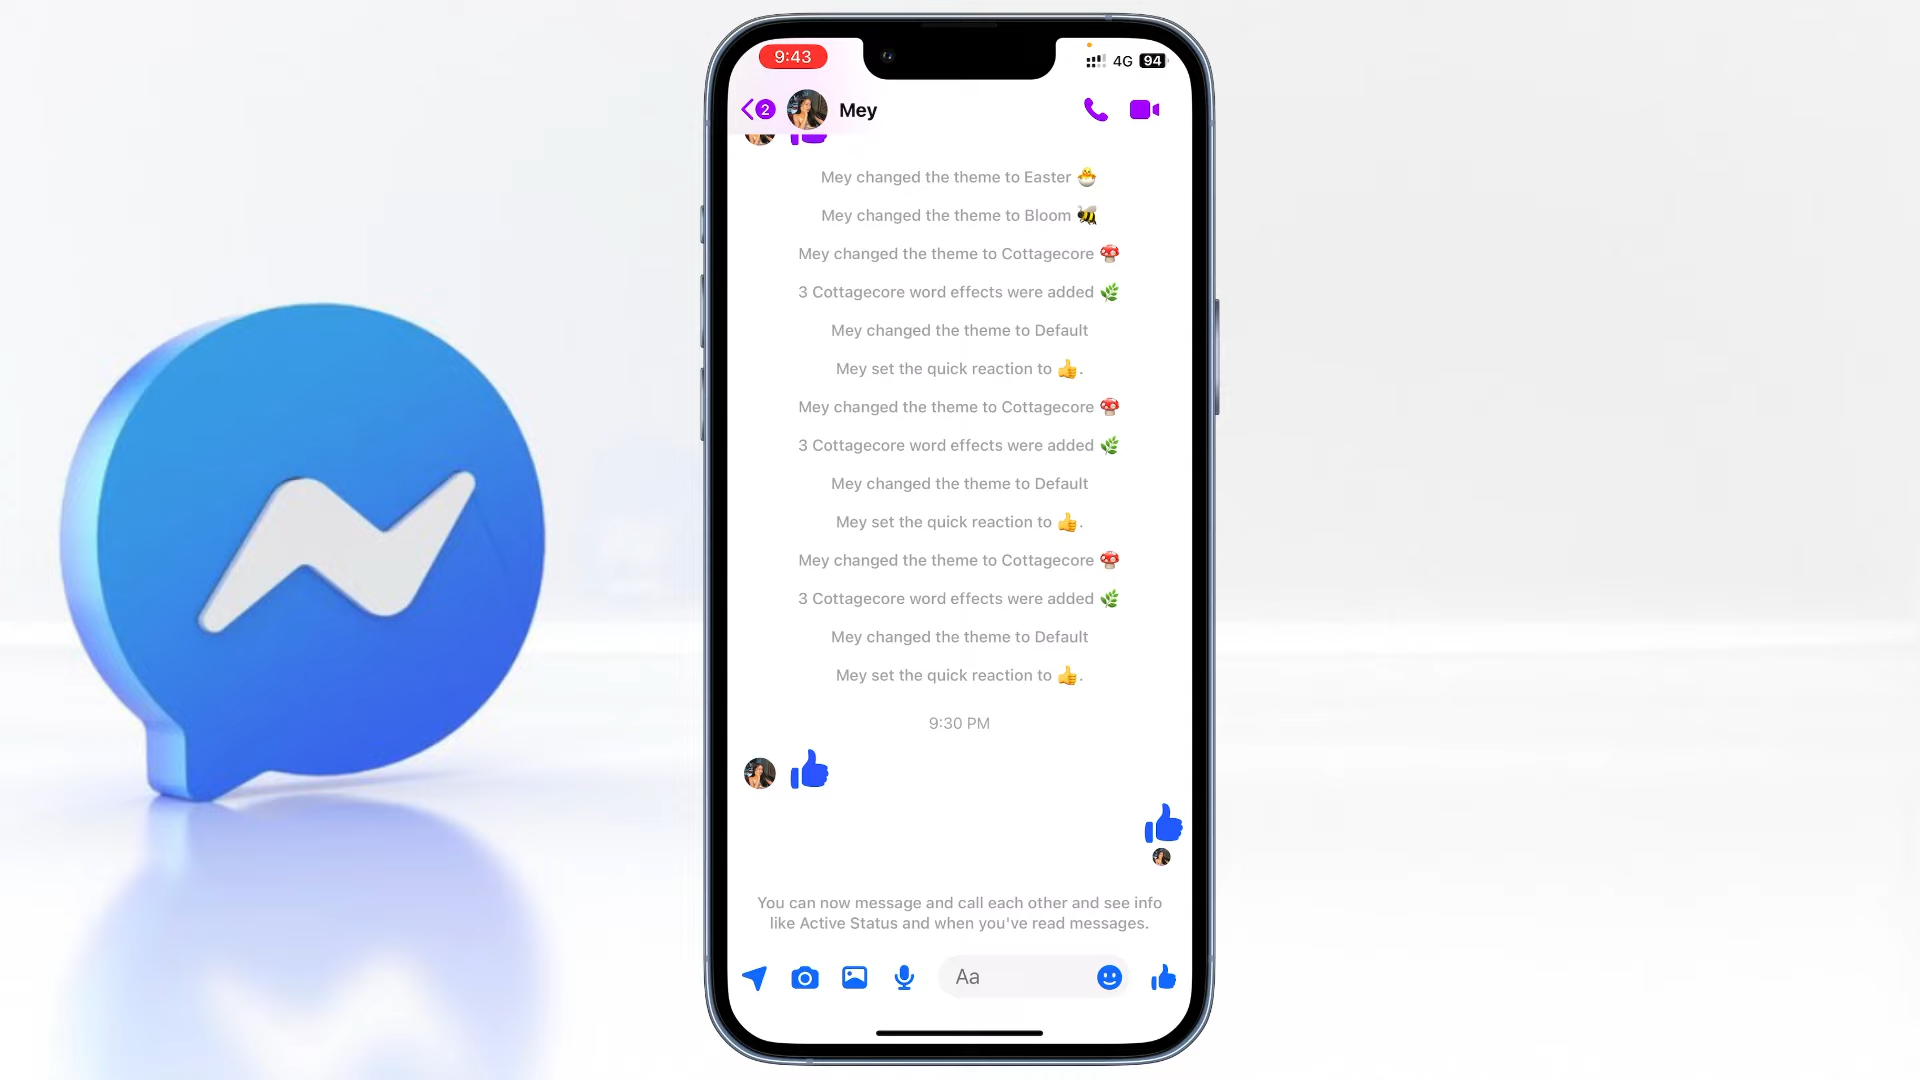 9:43
4G 94
2 Mey
Mey changed the theme to Easter 🐣
Mey changed the theme to Bloom 🐝
Mey changed the theme to Cottagecore 🍄
3 Cottagecore word effects were added 🌿
Mey changed the theme to Default
Mey set the quick reaction to 👍.
Mey changed the theme to Cottagecore 🍄
3 Cottagecore word effects were added 🌿
Mey changed the theme to Default
Mey set the quick reaction to 👍.
Mey changed the theme to Cottagecore 🍄
3 Cottagecore word effects were added 🌿
Mey changed the theme to Default
Mey set the quick reaction to 👍.
9:30 PM
You can now message and call each other and see info
like Active Status and when you've read messages.
Aa